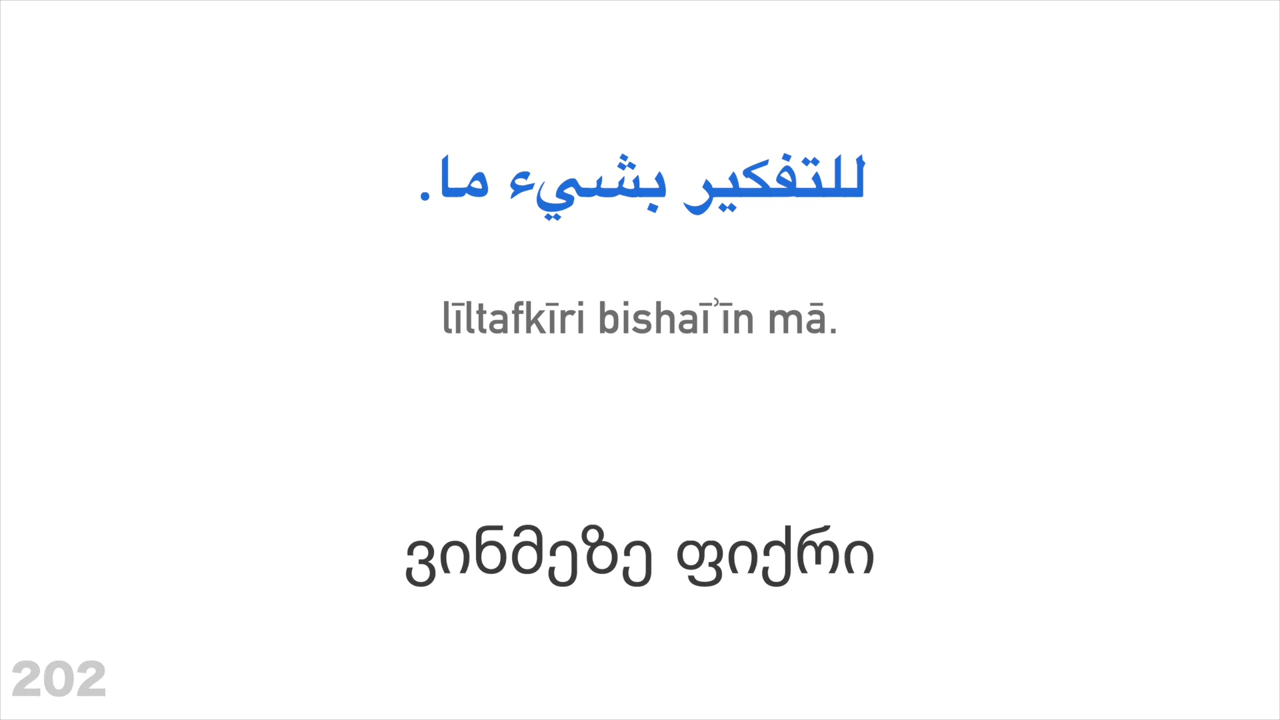 للتفكير بشيء ما.
līltafkīri bishaīʾīn mā.
ვინმეზე ფიქრი
202